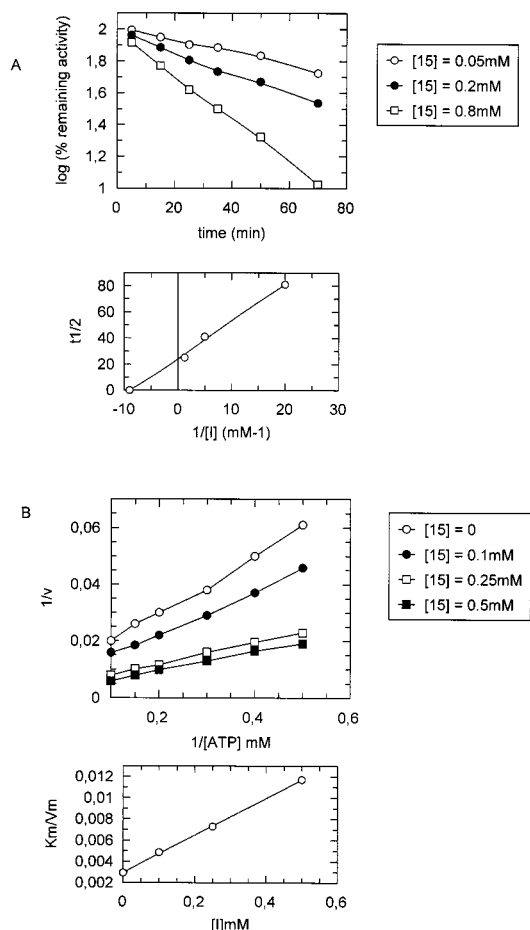 A
log (% remaining activity)
2
1,8
1,6
1,4
1,2
1
0 20 40 60 80
time (min)
[15] = 0.05mM
[15] = 0.2mM
[15] = 0.8mM
t1/2
80
60
40
20
0
-10 0 10 20 30
1/[I] (mM-1)
B
1/v
0,06
0,04
0,02
0
0,2 0,4 0,6
1/[ATP] mM
[15] = 0
[15] = 0.1mM
[15] = 0.25mM
[15] = 0.5mM
Km/Vm
0,012
0,01
0,008
0,006
0,004
0,002
0 0,2 0,4 0,6
[I]mM